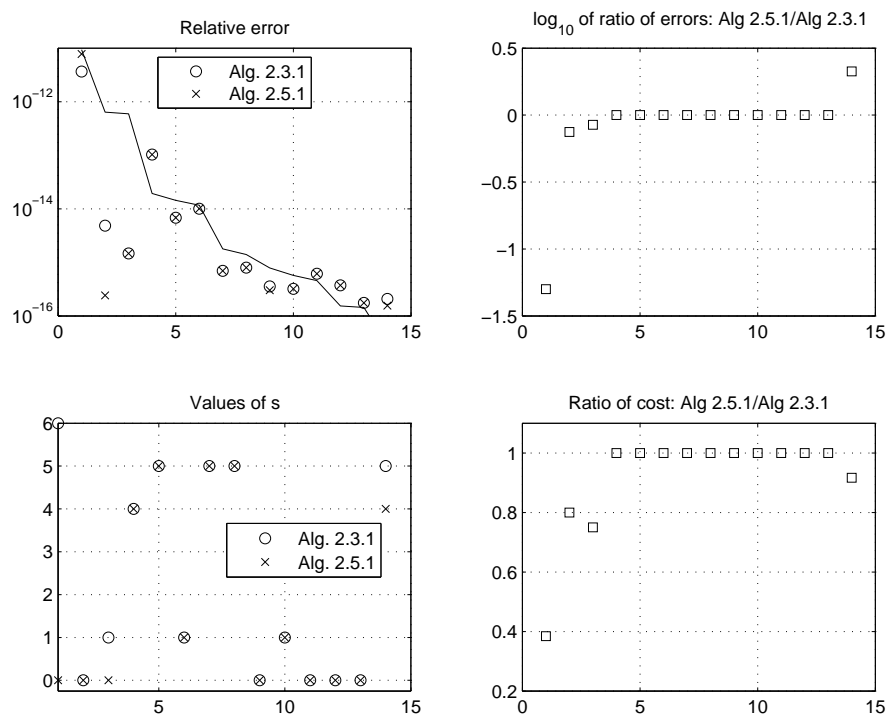 Relative error
10^-12
10^-14
10^-16
0 5 10 15
Alg. 2.3.1
Alg. 2.5.1
log_10 of ratio of errors: Alg 2.5.1/Alg 2.3.1
0.5
0
−0.5
−1
−1.5
0 5 10 15
Values of s
6
5
4
3
2
1
0
5 10 15
Alg. 2.3.1
Alg. 2.5.1
Ratio of cost: Alg 2.5.1/Alg 2.3.1
1
0.8
0.6
0.4
0.2
0 5 10 15